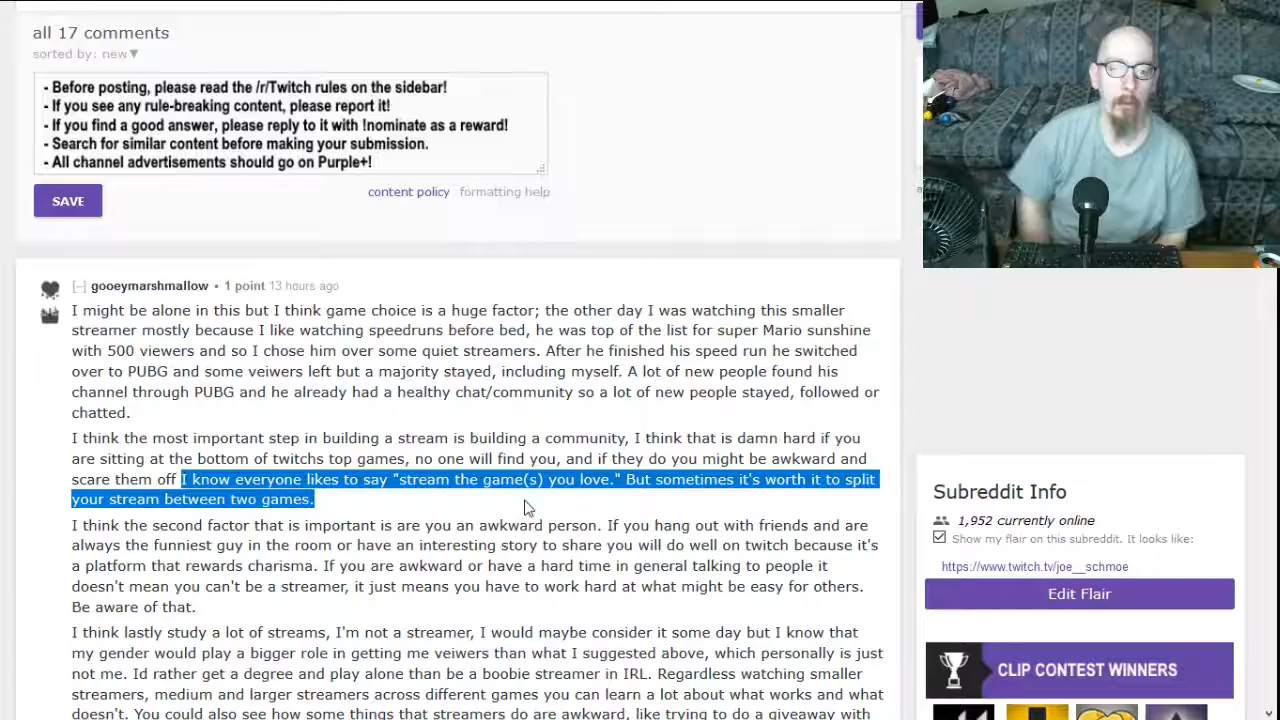 all 17 comments
sorted by: new▼
- Before posting, please read the /r/Twitch rules on the sidebar!
- If you see any rule-breaking content, please report it!
- If you find a good answer, please reply to it with !nominate as a reward!
- Search for similar content before making your submission.
- All channel advertisements should go on Purple+!
SAVE
content policy formatting help
[–] gooeymarshmallow • 1 point 13 hours ago
I might be alone in this but I think game choice is a huge factor; the other day I was watching this smaller
streamer mostly because I like watching speedruns before bed, he was top of the list for super Mario sunshine
with 500 viewers and so I chose him over some quiet streamers. After he finished his speed run he switched
over to PUBG and some veiwers left but a majority stayed, including myself. A lot of new people found his
channel through PUBG and he already had a healthy chat/community so a lot of new people stayed, followed or
chatted.
I think the most important step in building a stream is building a community, I think that is damn hard if you
are sitting at the bottom of twitchs top games, no one will find you, and if they do you might be awkward and
scare them off I know everyone likes to say "stream the game(s) you love." But sometimes it's worth it to split
your stream between two games.
I think the second factor that is important is are you an awkward person. If you hang out with friends and are
always the funniest guy in the room or have an interesting story to share you will do well on twitch because it's
a platform that rewards charisma. If you are awkward or have a hard time in general talking to people it
doesn't mean you can't be a streamer, it just means you have to work hard at what might be easy for others.
Be aware of that.
I think lastly study a lot of streams, I'm not a streamer, I would maybe consider it some day but I know that
my gender would play a bigger role in getting me veiwers than what I suggested above, which personally is just
not me. Id rather get a degree and play alone than be a boobie streamer in IRL. Regardless watching smaller
streamers, medium and larger streamers across different games you can learn a lot about what works and what
doesn't. You could also see how some things that streamers do are awkward, like trying to do a giveaway with
Subreddit Info
1,952 currently online
Show my flair on this subreddit. It looks like:
https://www.twitch.tv/joe__schmoe
Edit Flair
CLIP CONTEST WINNERS